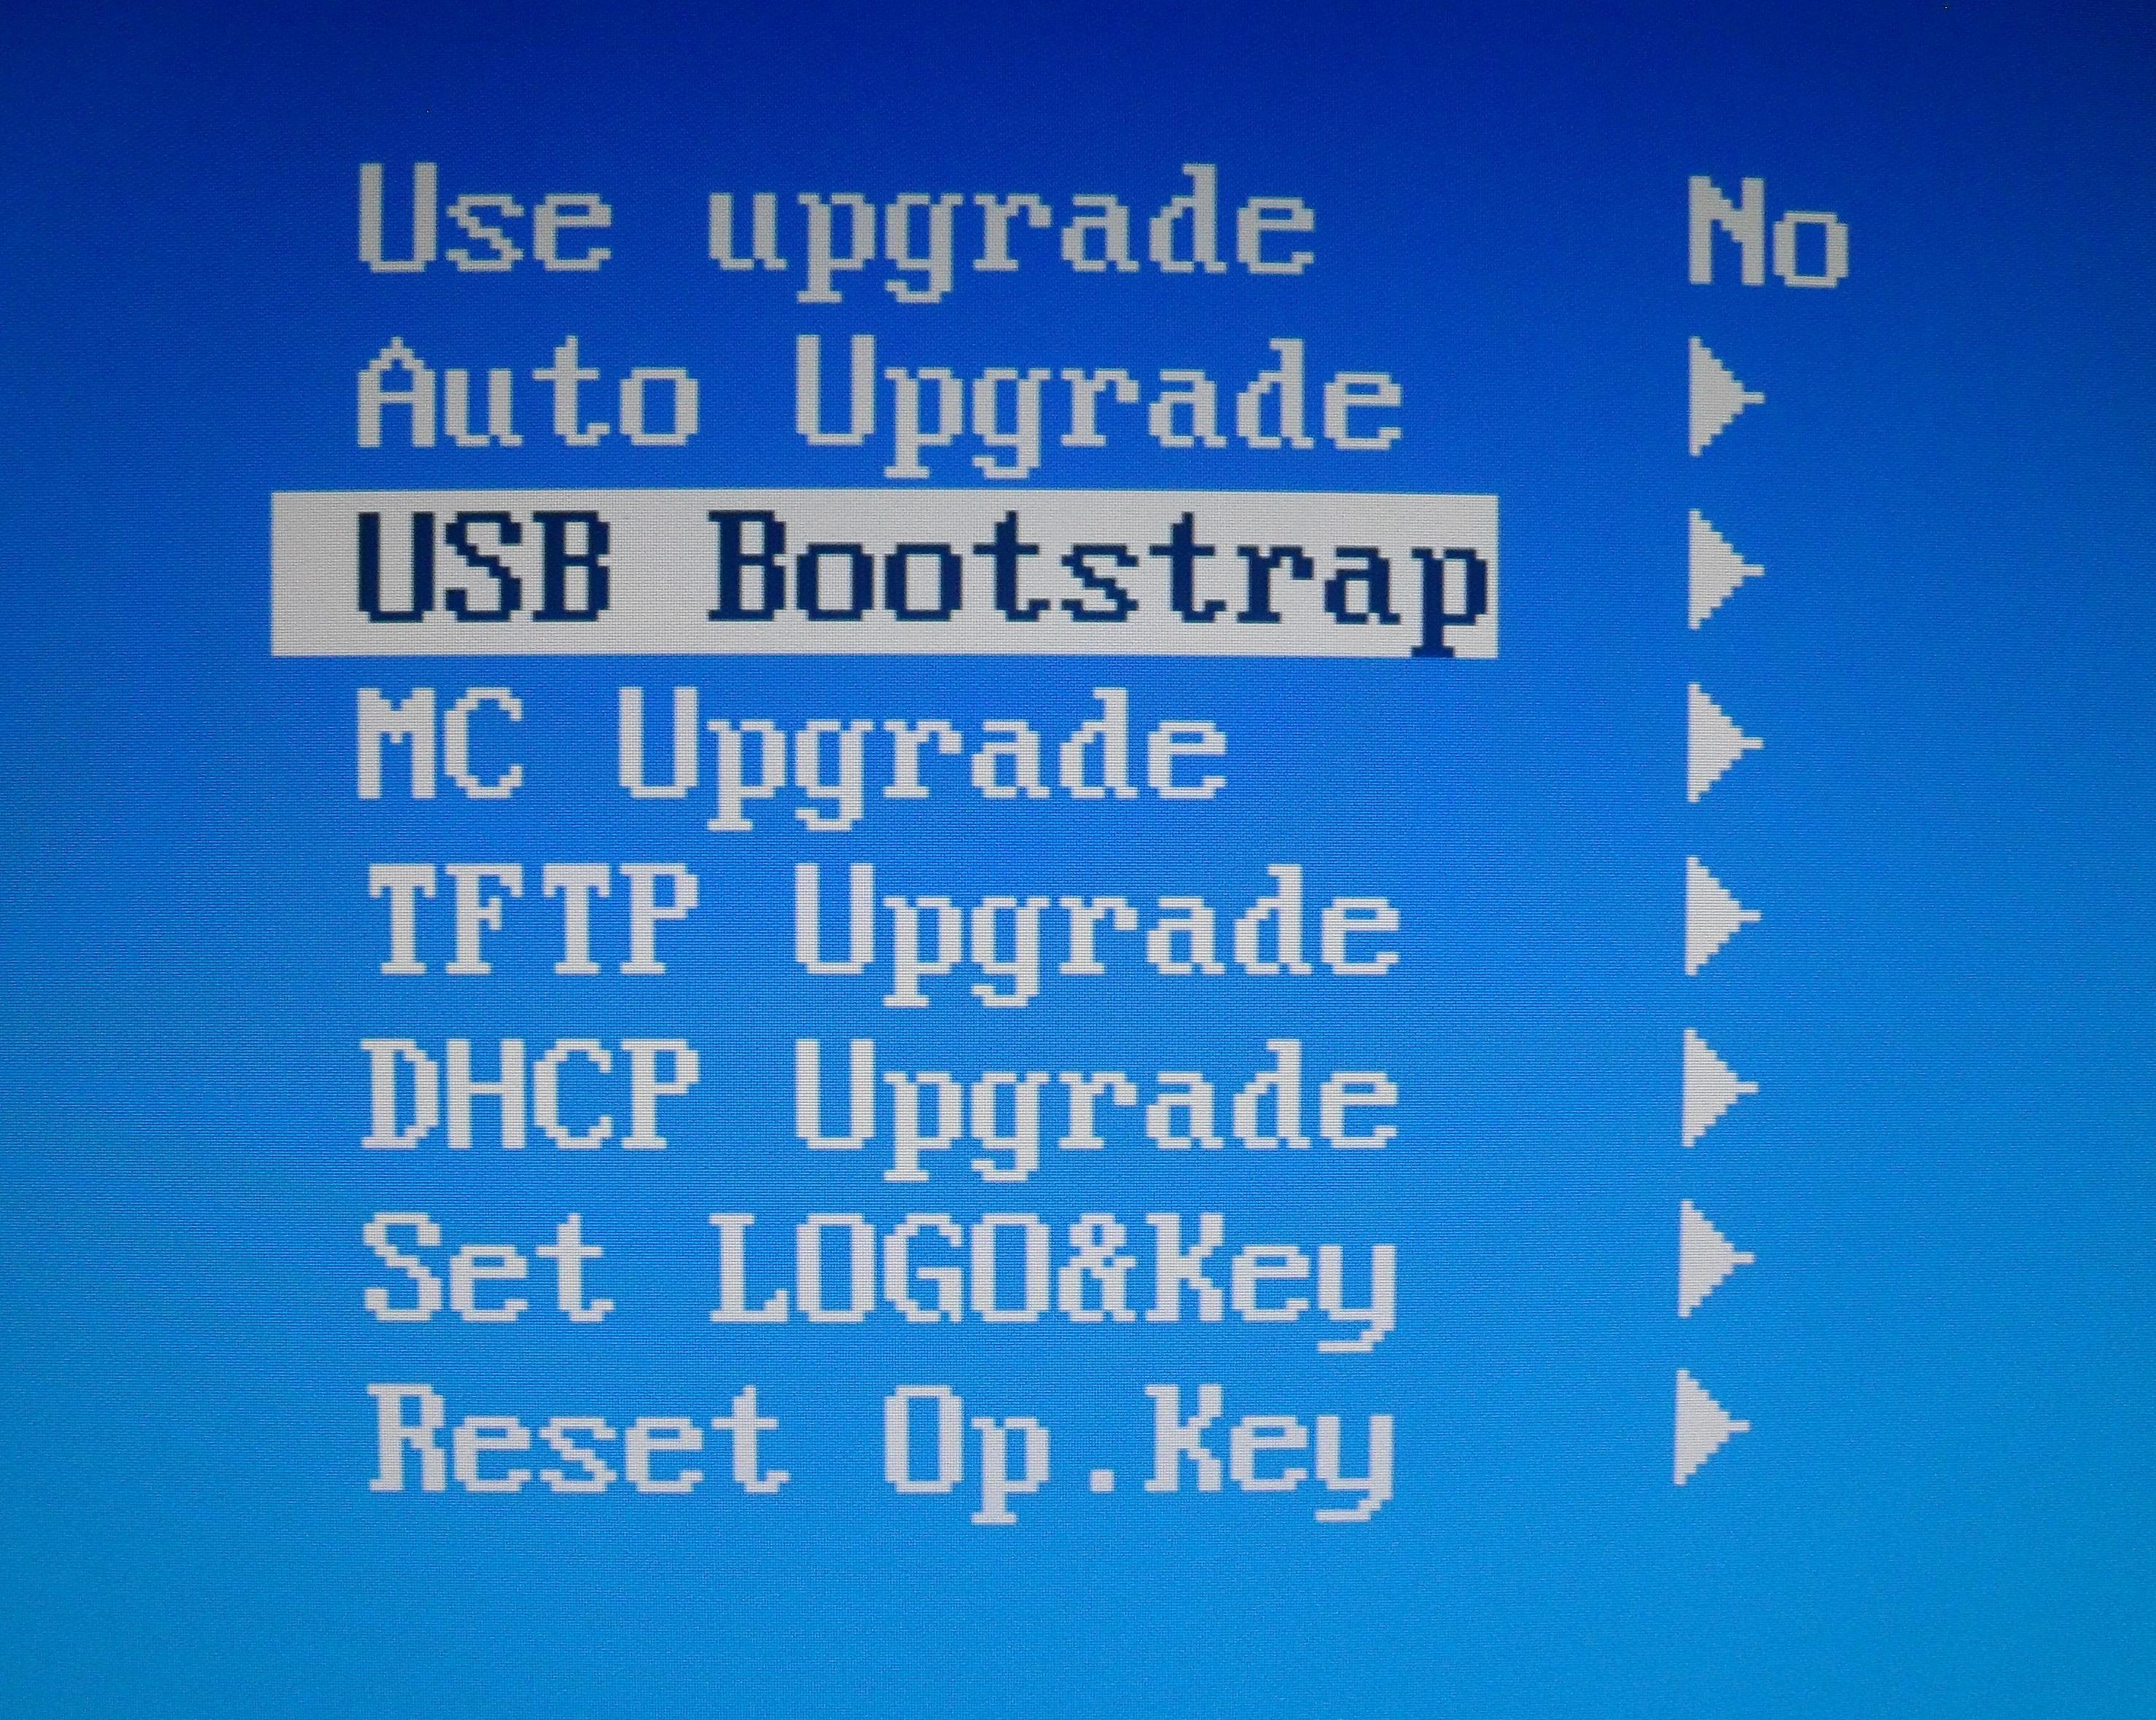 Use upgrade No
Auto Upgrade
USB Bootstrap
MC Upgrade
TFTP Upgrade
DHCP Upgrade
Set LOGO&Key
Reset Op.Key